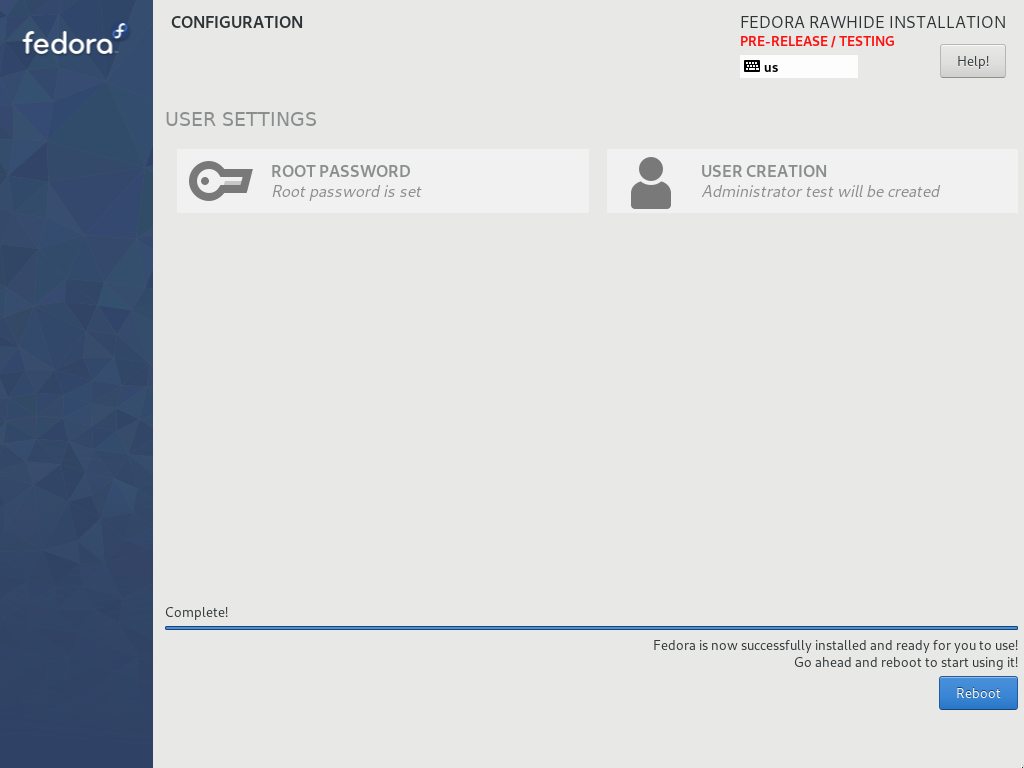 fedora
CONFIGURATION
FEDORA RAWHIDE INSTALLATION
PRE-RELEASE / TESTING
us
Help!
USER SETTINGS
ROOT PASSWORD
Root password is set
USER CREATION
Administrator test will be created
Complete!
Fedora is now successfully installed and ready for you to use!
Go ahead and reboot to start using it!
Reboot